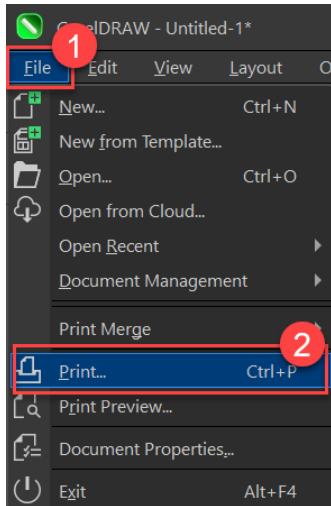 CorelDRAW - Untitled-1*
1
File Edit View Layout
New... Ctrl+N
New from Template...
Open... Ctrl+O
Open from Cloud...
Open Recent
Document Management
Print Merge
2
Print... Ctrl+P
Print Preview...
Document Properties...
Exit Alt+F4